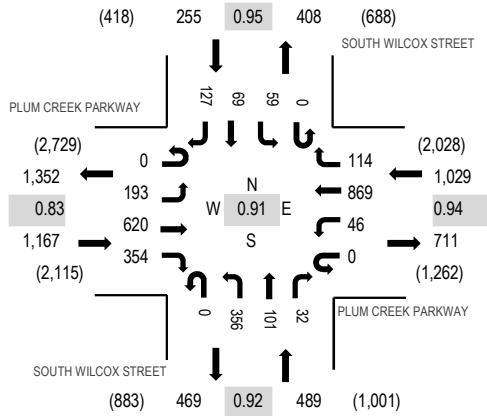 (418) 255 0.95 408 (688)
SOUTH WILCOX STREET
127 69 59 0
PLUM CREEK PARKWAY
(2,729) (2,028)
0 114
1,352 1,029
193 N 869
0.83 W 0.91 E 0.94
620 46
1,167 S 711
354 0
(2,115) (1,262)
0 356 101 32
PLUM CREEK PARKWAY
SOUTH WILCOX STREET
(883) 469 0.92 489 (1,001)